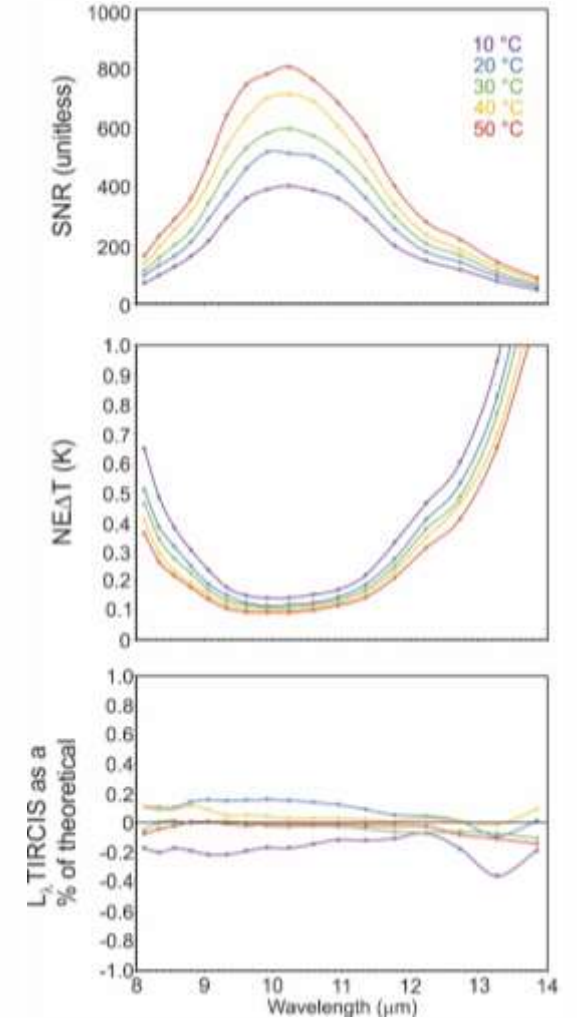 1000
800
600
400
200
0
SNR (unitless)
10 °C
20 °C
30 °C
40 °C
50 °C
1.0
0.9
0.8
0.7
0.6
0.5
0.4
0.3
0.2
0.1
0
NEΔT (K)
1.0
0.8
0.6
0.4
0.2
0
-0.2
-0.4
-0.6
-0.8
-1.0
Lλ TIRCIS as a
% of theoretical
8 9 10 11 12 13 14
Wavelength (μm)